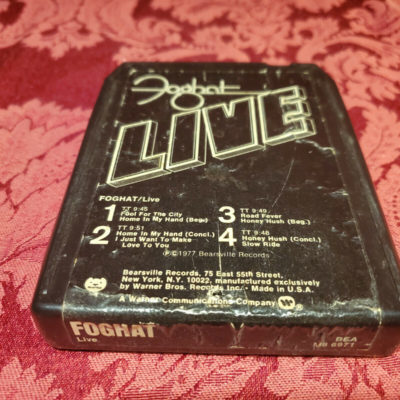 Foghat
LIVE
FOGHAT/Live
1 TT 9:45
Fool For The City
Home In My Hand (Beg.)
2 TT 9:51
Home In My Hand (Concl.)
I Just Want To Make
Love To You
3 TT 9:49
Road Fever
Honey Hush (Beg.)
4 TT 9:48
Honey Hush (Concl.)
Slow Ride
Ⓟ©1977 Bearsville Records
Bearsville Records, 75 East 55th Street,
New York, N.Y. 10022, manufactured exclusively
by Warner Bros. Records Inc. · Made in U.S.A.
A Warner Communications Company
FOGHAT
Live
BEA
M8 6971